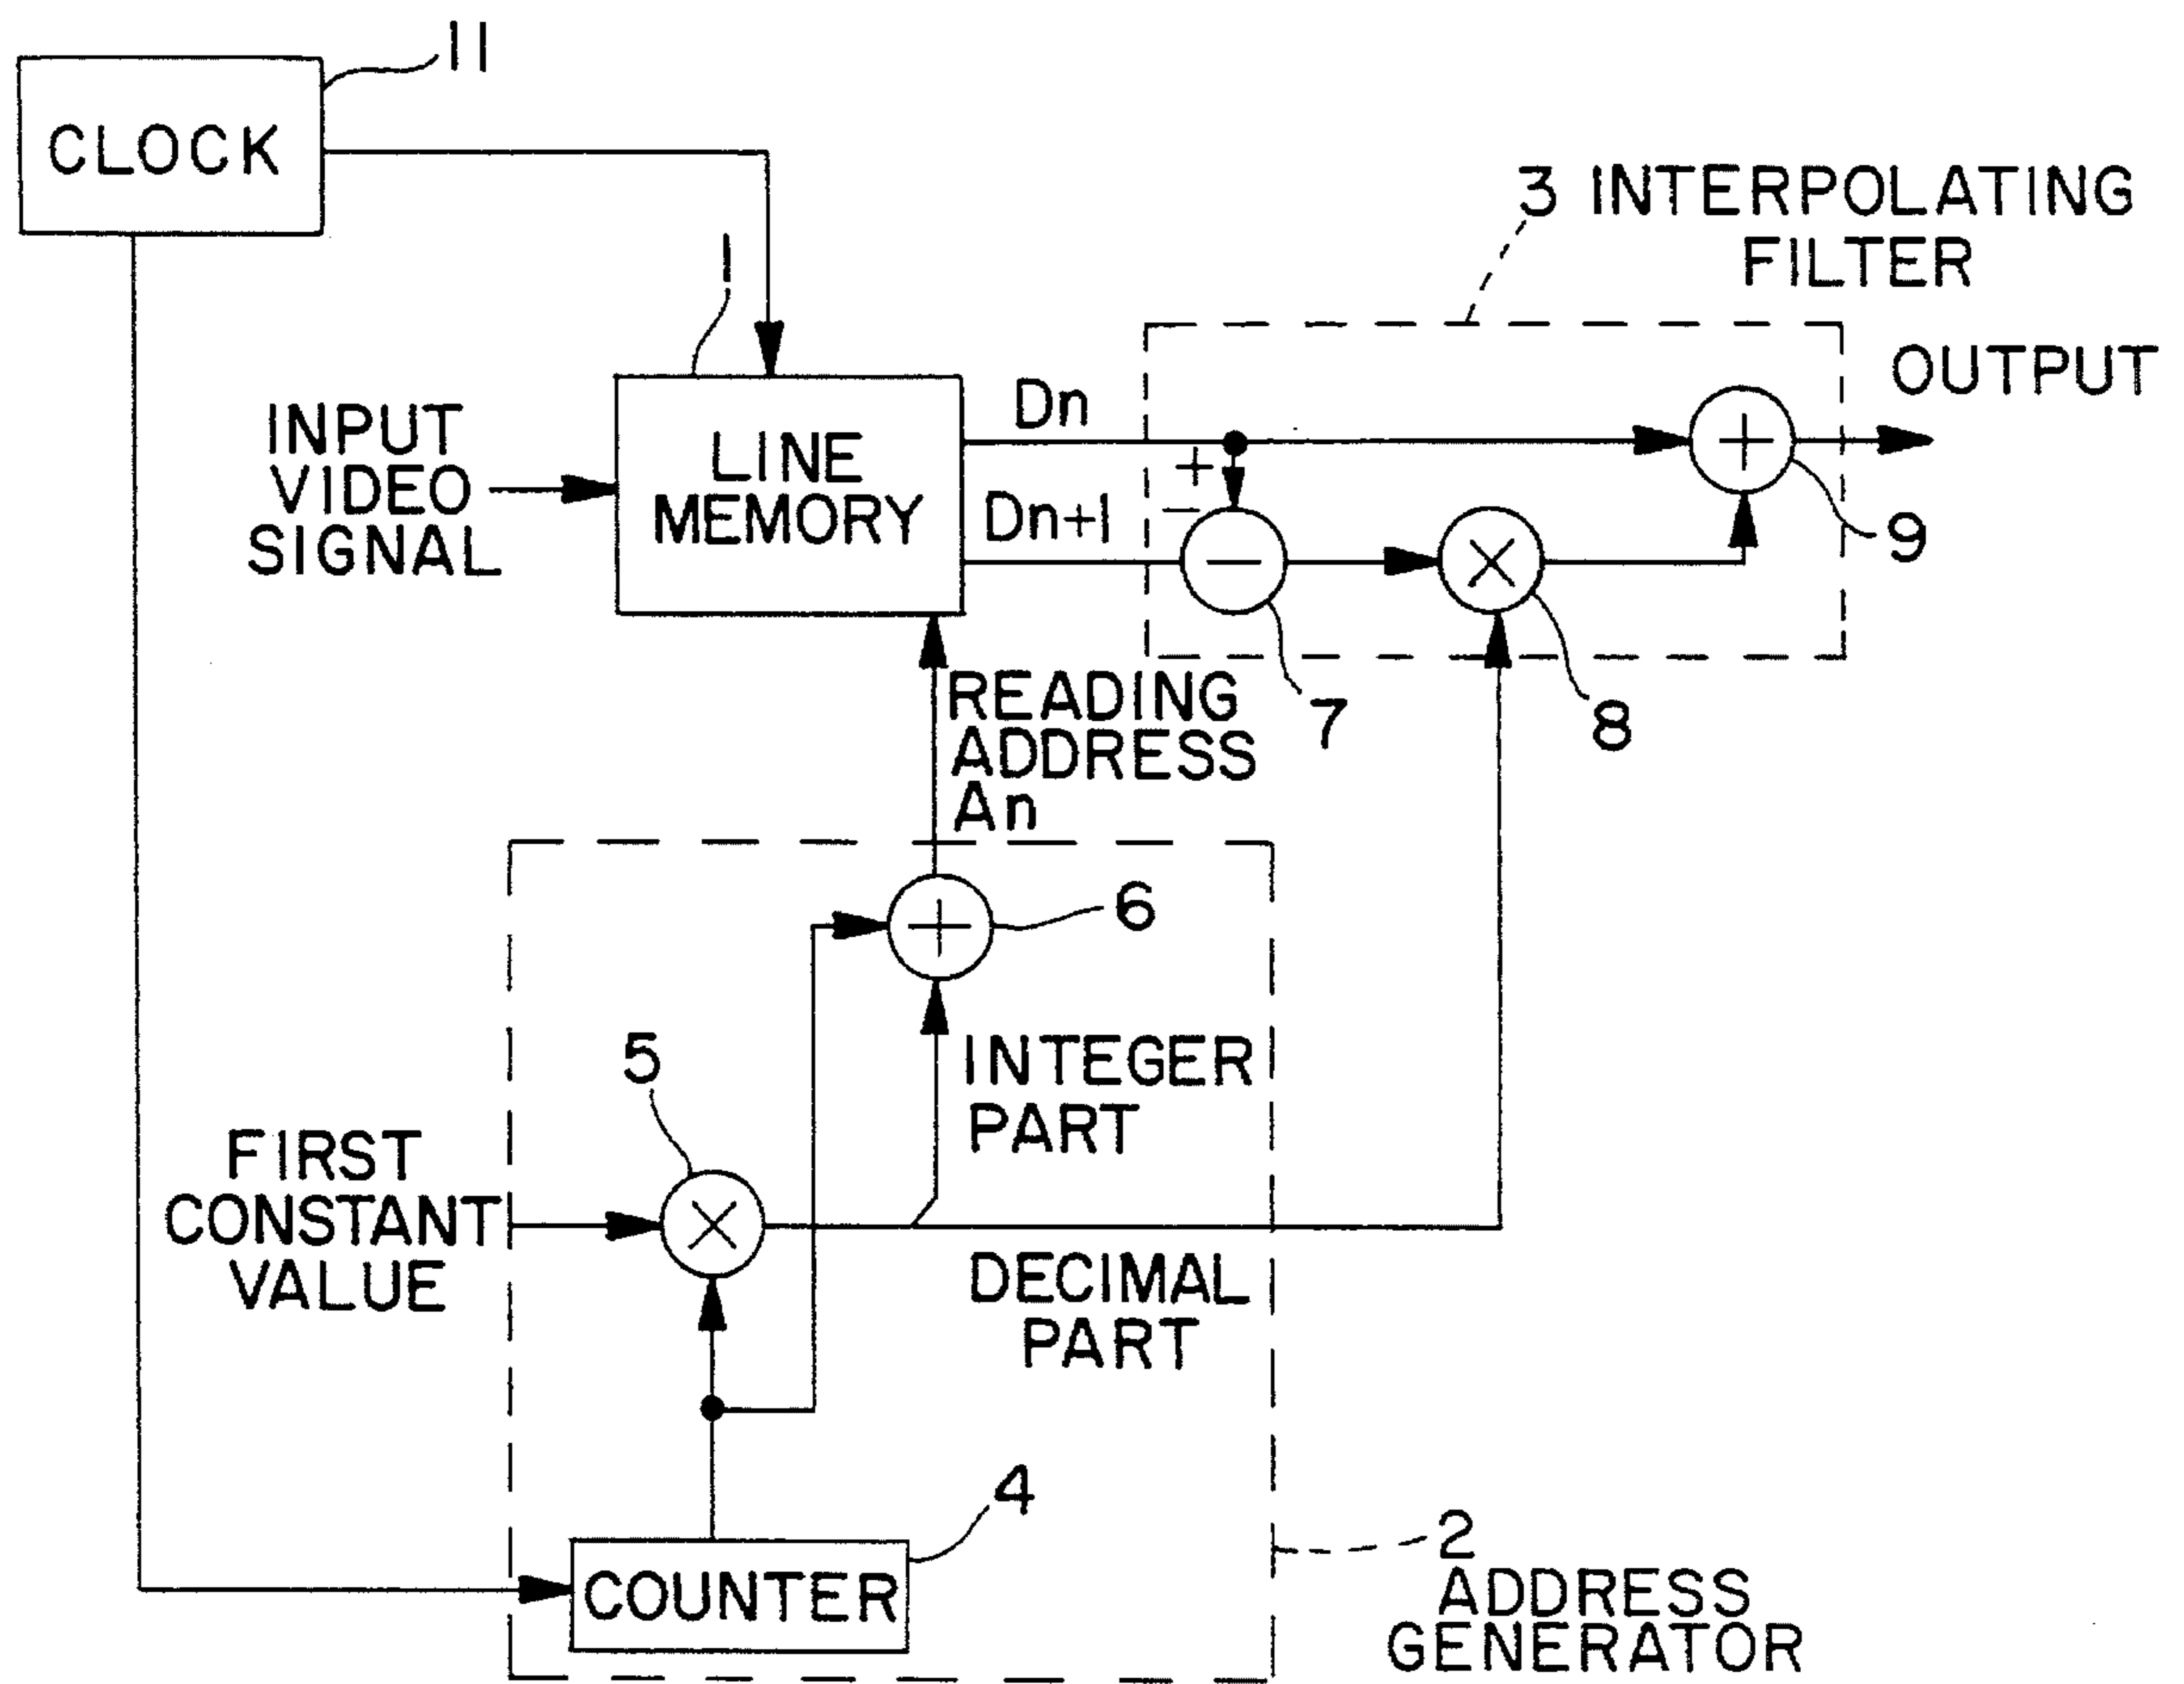 11
CLOCK
3 INTERPOLATING
FILTER
1
OUTPUT
INPUT
VIDEO
SIGNAL
LINE
MEMORY
Dn
Dn+1
+
−
+
−
×
9
7
8
READING
ADDRESS
An
+
6
INTEGER
PART
5
FIRST
CONSTANT
VALUE
×
DECIMAL
PART
4
COUNTER
2
ADDRESS
GENERATOR